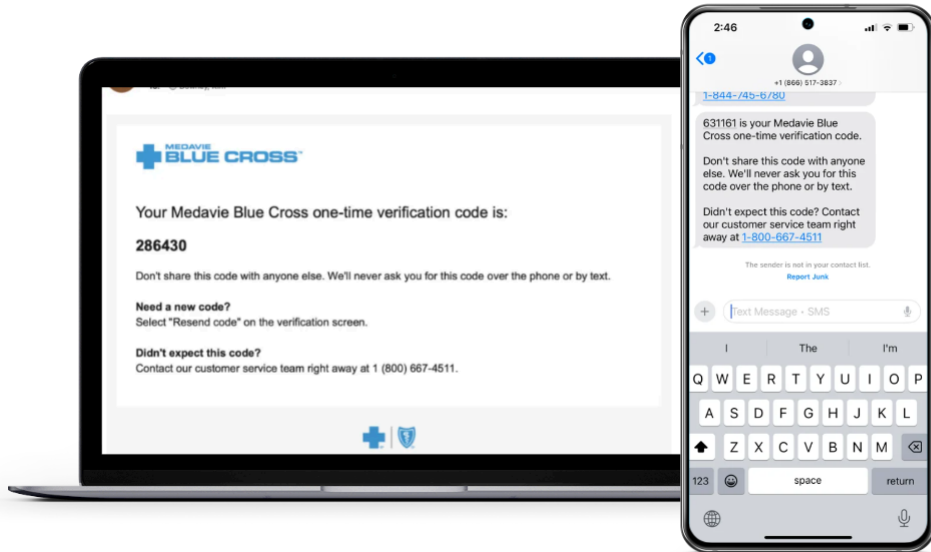 MEDAVIE
BLUE CROSS™
Your Medavie Blue Cross one-time verification code is:
286430
Don't share this code with anyone else. We'll never ask you for this code over the phone or by text.
Need a new code?
Select "Resend code" on the verification screen.
Didn't expect this code?
Contact our customer service team right away at 1 (800) 667-4511.
2:46
1
+1 (866) 517-3837 >
1-844-745-6780
631161 is your Medavie Blue
Cross one-time verification code.
Don't share this code with anyone
else. We'll never ask you for this
code over the phone or by text.
Didn't expect this code? Contact
our customer service team right
away at 1-800-667-4511
The sender is not in your contact list.
Report Junk
Text Message • SMS
I The I'm
Q W E R T Y U I O P
A S D F G H J K L
Z X C V B N M
123 space return